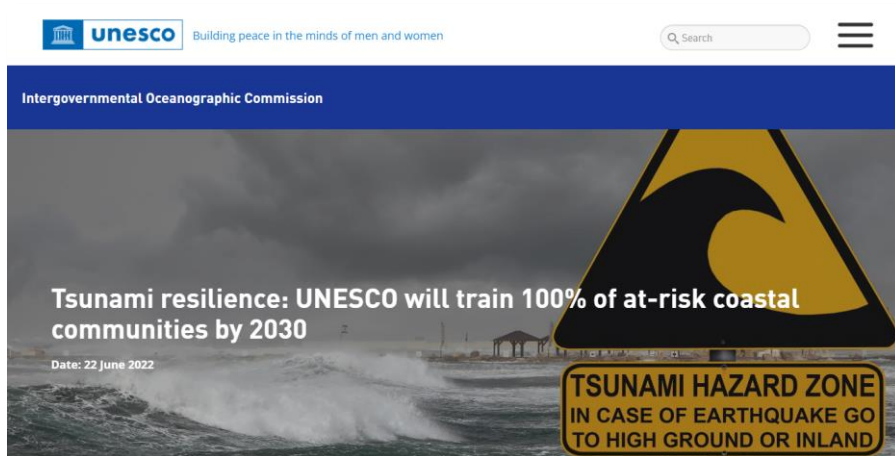 unesco
Building peace in the minds of men and women
Search
Intergovernmental Oceanographic Commission
Tsunami resilience: UNESCO will train 100% of at-risk coastal
communities by 2030
Date: 22 June 2022
TSUNAMI HAZARD ZONE
IN CASE OF EARTHQUAKE GO
TO HIGH GROUND OR INLAND